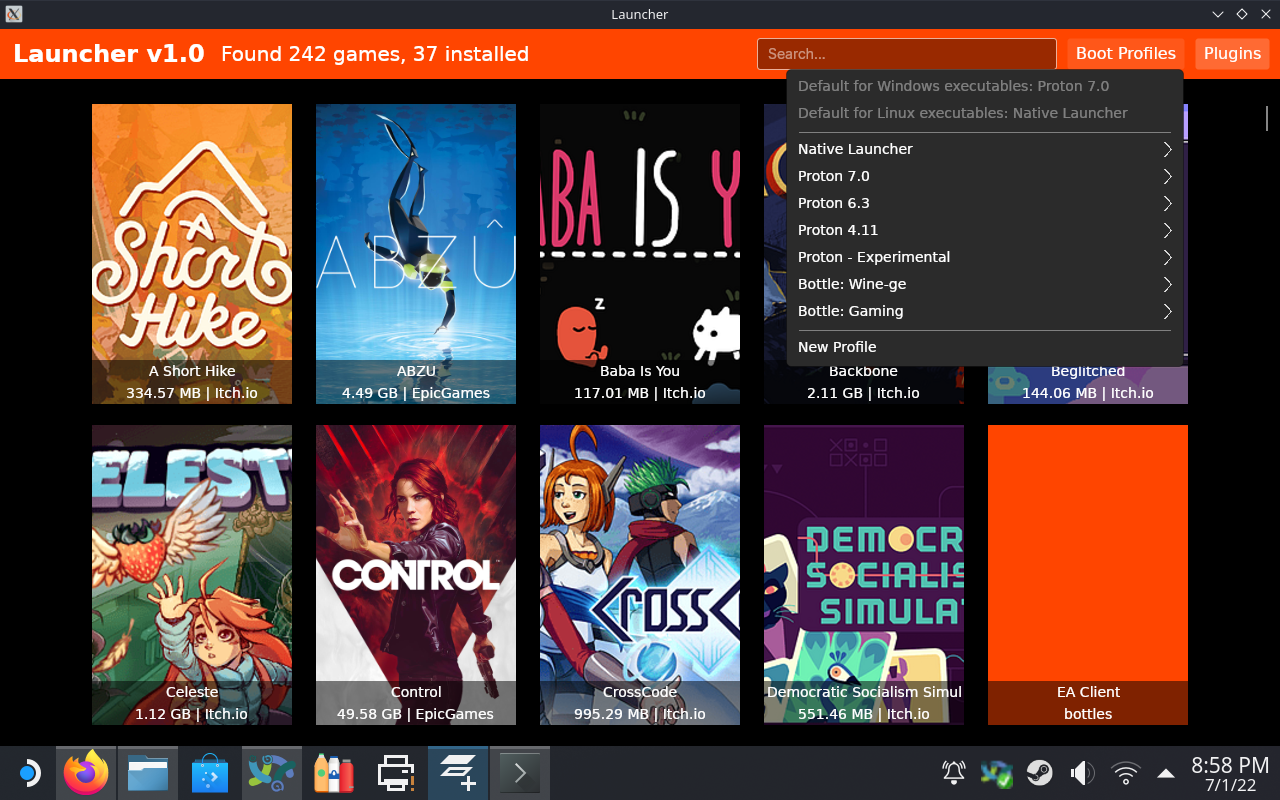 Launcher
Launcher v1.0 Found 242 games, 37 installed
Search...
Boot Profiles
Plugins
Default for Windows executables: Proton 7.0
Default for Linux executables: Native Launcher
Native Launcher
Proton 7.0
Proton 6.3
Proton 4.11
Proton - Experimental
Bottle: Wine-ge
Bottle: Gaming
New Profile
A
Short
Hike
A Short Hike
334.57 MB | Itch.io
ABZU
ABZU
4.49 GB | EpicGames
BABA IS Y
z
Baba Is You
117.01 MB | Itch.io
Backbone
2.11 GB | Itch.io
Beglitched
144.06 MB | Itch.io
CELEST
Celeste
1.12 GB | Itch.io
CONTROL
Control
49.58 GB | EpicGames
CROSSC
CrossCode
995.29 MB | Itch.io
DEMOCR
SOCIALIS
SIMULA
Democratic Socialism Simul
551.46 MB | Itch.io
EA Client
bottles
8:58 PM
7/1/22